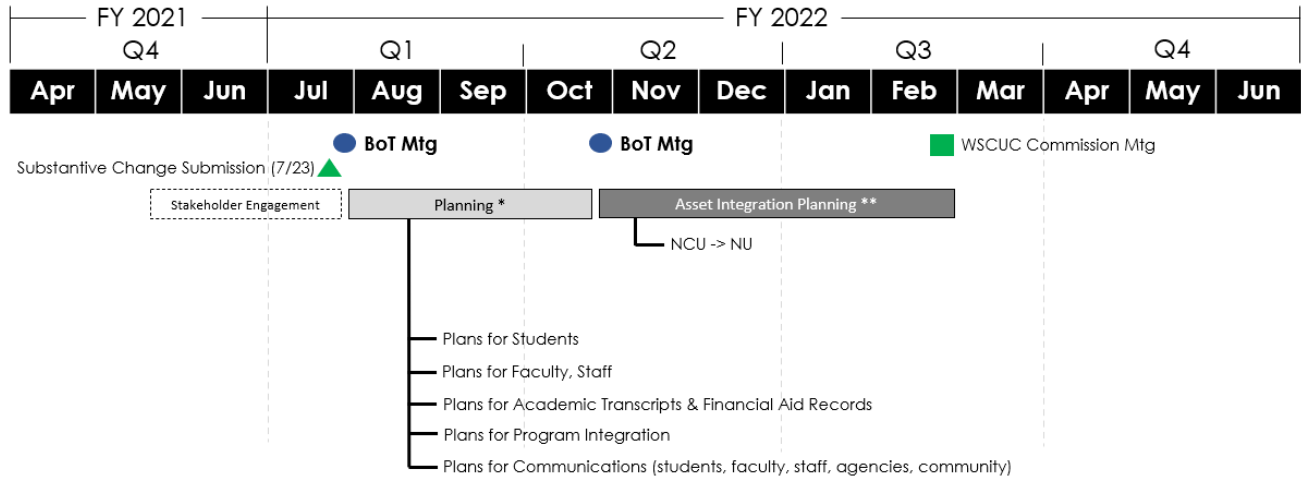 FY 2021 FY 2022
Q4 Q1 Q2 Q3 Q4
Apr May Jun Jul Aug Sep Oct Nov Dec Jan Feb Mar Apr May Jun
BoT Mtg BoT Mtg WSCUC Commission Mtg
Substantive Change Submission (7/23)
Stakeholder Engagement Planning * Asset Integration Planning **
NCU -> NU
Plans for Students
Plans for Faculty, Staff
Plans for Academic Transcripts & Financial Aid Records
Plans for Program Integration
Plans for Communications (students, faculty, staff, agencies, community)